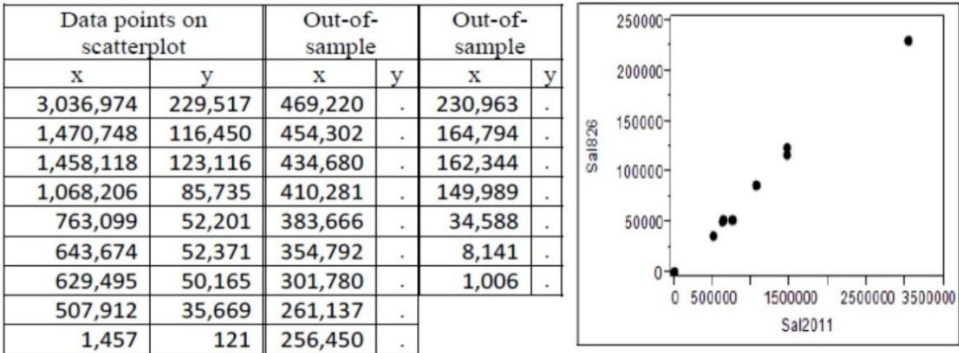 Data points on scatterplot Out-of-sample Out-of-sample
x y x y x y
3,036,974 229,517 469,220 . 230,963 .
1,470,748 116,450 454,302 . 164,794 .
1,458,118 123,116 434,680 . 162,344 .
1,068,206 85,735 410,281 . 149,989 .
763,099 52,201 383,666 . 34,588 .
643,674 52,371 354,792 . 8,141 .
629,495 50,165 301,780 . 1,006 .
507,912 35,669 261,137 .
1,457 121 256,450 .
250000
200000
150000
100000
50000
0
Sal826
0 500000 1500000 2500000 3500000
Sal2011